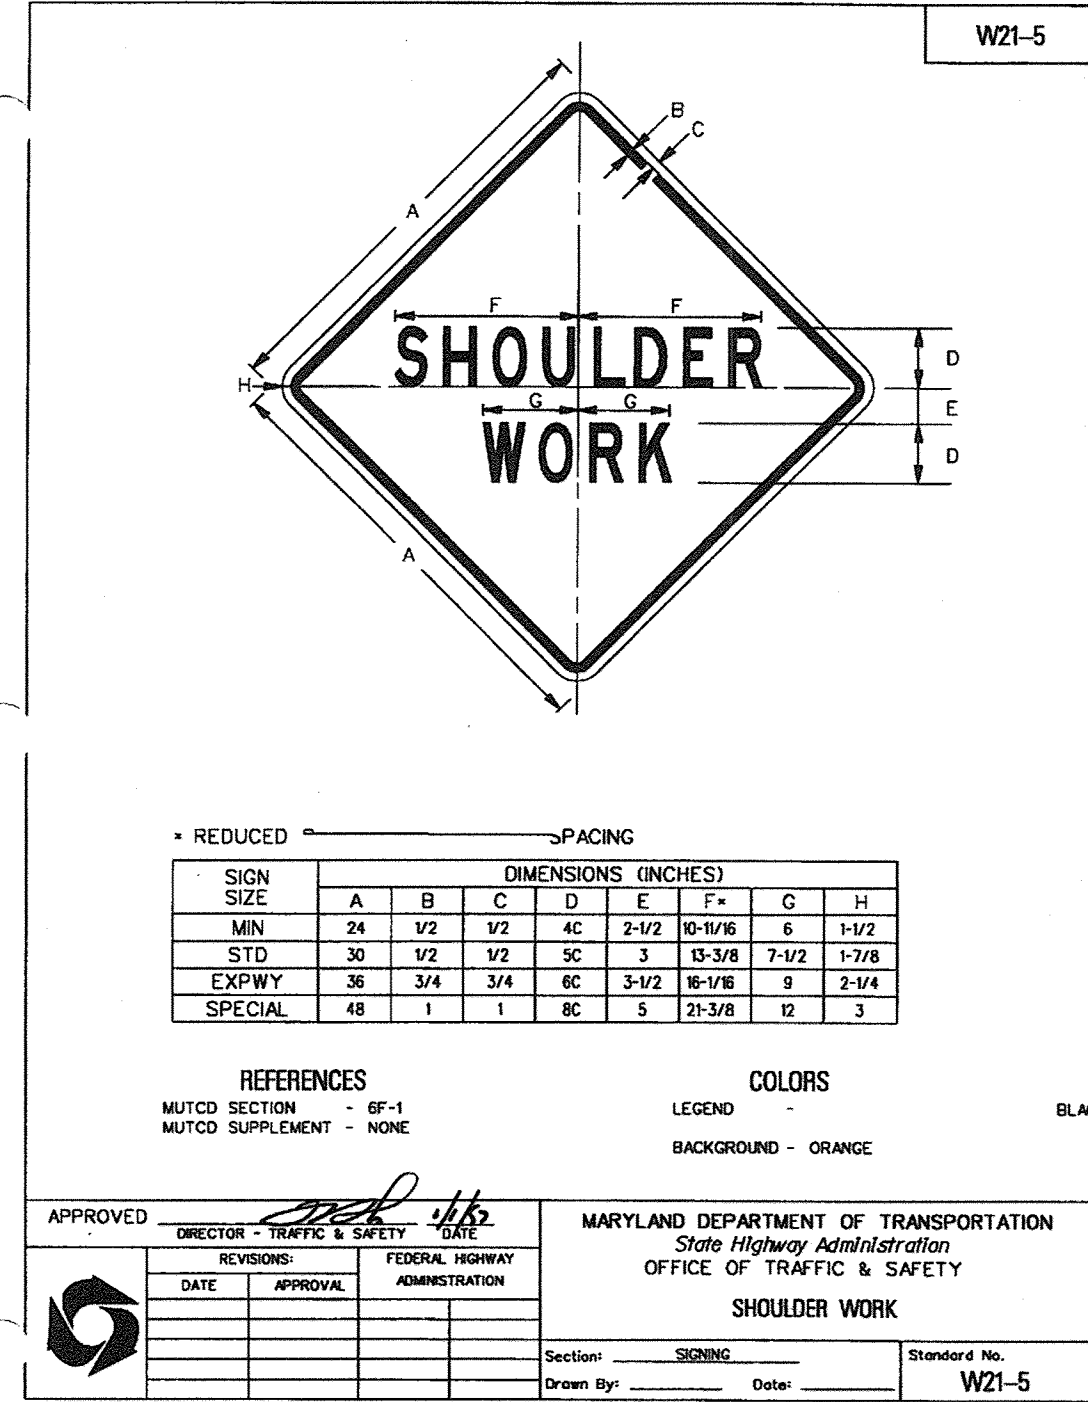 W21-5
B
C
A
F F
SHOULDER
D
H
G G
E
WORK
D
A
* REDUCED SPACING
SIGN SIZE DIMENSIONS (INCHES)
A B C D E F* G H
MIN 24 1/2 1/2 4C 2-1/2 10-11/16 6 1-1/2
STD 30 1/2 1/2 5C 3 13-3/8 7-1/2 1-7/8
EXPWY 36 3/4 3/4 6C 3-1/2 16-1/16 9 2-1/4
SPECIAL 48 1 1 8C 5 21-3/8 12 3
REFERENCES
MUTCD SECTION - 6F-1
MUTCD SUPPLEMENT - NONE
COLORS
LEGEND -
BACKGROUND - ORANGE
APPROVED
DIRECTOR - TRAFFIC & SAFETY DATE
REVISIONS:
DATE APPROVAL
FEDERAL HIGHWAY
ADMINISTRATION
MARYLAND DEPARTMENT OF TRANSPORTATION
State Highway Administration
OFFICE OF TRAFFIC & SAFETY
SHOULDER WORK
Section: SIGNING
Drawn By: Date:
Standard No.
W21-5